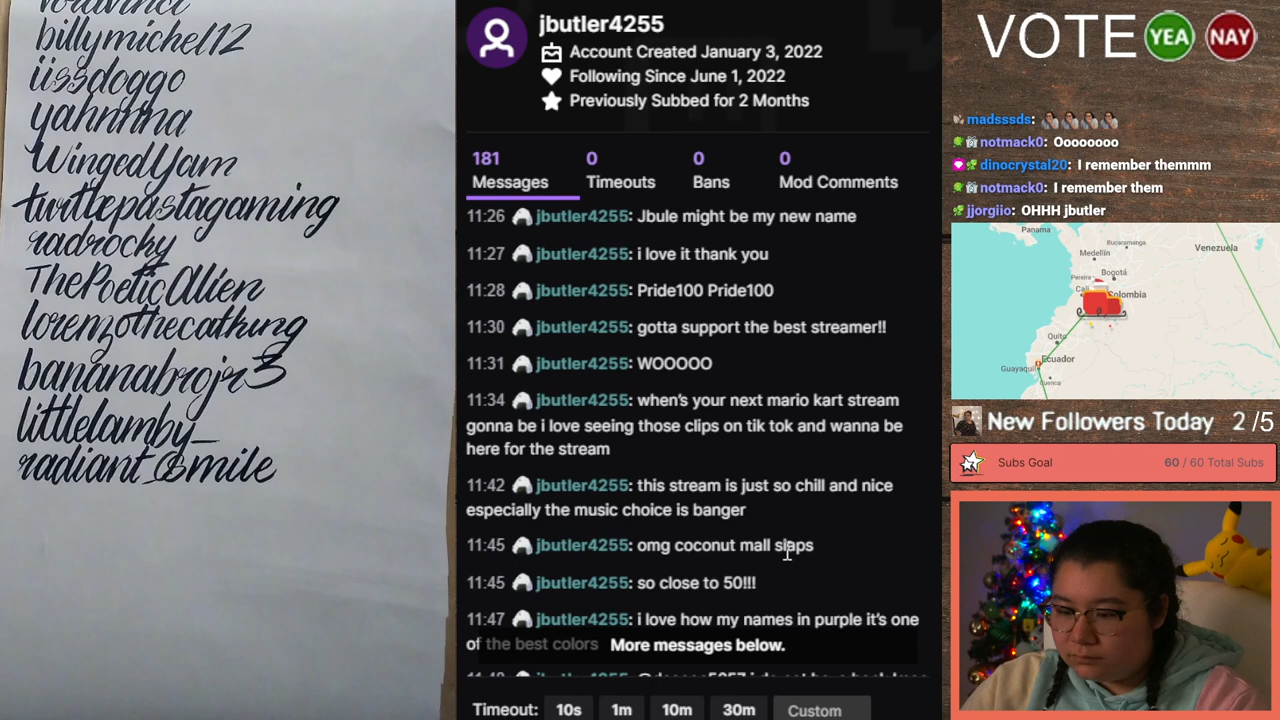 billymichel12
iissdoggo
yahnnna
WingedYam
turtlepastagaming
radrocky
ThePoeticAlien
lorenzothecatking
bananabrojr3
littlelamby_
radiant_smile
jbutler4255
Account Created January 3, 2022
Following Since June 1, 2022
Previously Subbed for 2 Months
181 0 0 0
Messages Timeouts Bans Mod Comments
11:26 jbutler4255: Jbule might be my new name
11:27 jbutler4255: i love it thank you
11:28 jbutler4255: Pride100 Pride100
11:30 jbutler4255: gotta support the best streamer!!
11:31 jbutler4255: WOOOOO
11:34 jbutler4255: when's your next mario kart stream
gonna be i love seeing those clips on tik tok and wanna be
here for the stream
11:42 jbutler4255: this stream is just so chill and nice
especially the music choice is banger
11:45 jbutler4255: omg coconut mall slaps
11:45 jbutler4255: so close to 50!!!
11:47 jbutler4255: i love how my names in purple it's one
of the best colors More messages below.
Timeout: 10s 1m 10m 30m Custom
VOTE YEA NAY
madsssds:
notmack0: Oooooooo
dinocrystal20: I remember themmm
notmack0: I remember them
jjorgiio: OHHH jbutler
Panama
Bucaramanga
Medellín
Venezuela
Pereira
Bogotá
Cali
Colombia
Quito
Ecuador
Guayaquil
Cuenca
New Followers Today 2 /5
Subs Goal 60 / 60 Total Subs